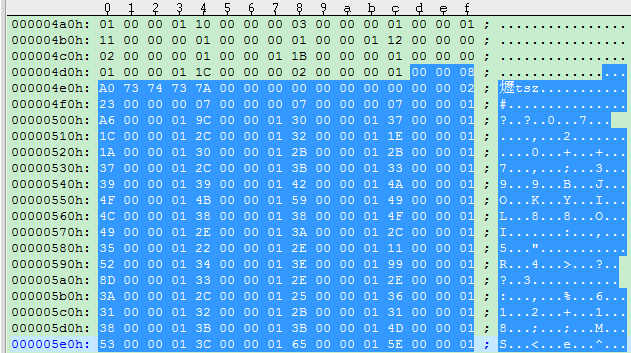 0 1 2 3 4 5 6 7 8 9 a b c d e f
000004a0h: 01 00 00 01 10 00 00 00 03 00 00 00 01 00 00 01 ; ................
000004b0h: 11 00 00 00 01 00 00 00 01 00 00 01 12 00 00 00 ; ................
000004c0h: 02 00 00 00 01 00 00 01 1B 00 00 00 01 00 00 00 ; ................
000004d0h: 01 00 00 01 1C 00 00 00 02 00 00 00 01 00 00 08 ; ................
000004e0h: A0 73 74 73 7A 00 00 00 00 00 00 00 00 00 00 02 ; 爏tsz...........
000004f0h: 23 00 00 00 07 00 00 00 07 00 00 00 07 00 00 01 ; #...............
00000500h: A6 00 00 01 9C 00 00 01 30 00 00 01 37 00 00 01 ; ?..?..0...7.....
00000510h: 1C 00 00 01 2C 00 00 01 32 00 00 01 1E 00 00 01 ; ....,...2.......
00000520h: 1A 00 00 01 30 00 00 01 2B 00 00 01 2B 00 00 01 ; ....0...+...+...
00000530h: 37 00 00 01 2C 00 00 01 3B 00 00 01 33 00 00 01 ; 7...,...;...3...
00000540h: 39 00 00 01 39 00 00 01 42 00 00 01 4A 00 00 01 ; 9...9...B...J...
00000550h: 4F 00 00 01 4B 00 00 01 59 00 00 01 49 00 00 01 ; O...K...Y...I...
00000560h: 4C 00 00 01 38 00 00 01 38 00 00 01 4F 00 00 01 ; L...8...8...O...
00000570h: 49 00 00 01 2E 00 00 01 3A 00 00 01 2C 00 00 01 ; I.......:...,...
00000580h: 35 00 00 01 22 00 00 01 2E 00 00 01 11 00 00 01 ; 5..."...........
00000590h: 52 00 00 01 34 00 00 01 3E 00 00 01 99 00 00 01 ; R...4...>...?..
000005a0h: 8D 00 00 01 33 00 00 01 2E 00 00 01 2E 00 00 01 ; ?..3............
000005b0h: 3A 00 00 01 2C 00 00 01 25 00 00 01 36 00 00 01 ; :...,...%...6...
000005c0h: 31 00 00 01 32 00 00 01 2B 00 00 01 31 00 00 01 ; 1...2...+...1...
000005d0h: 38 00 00 01 3B 00 00 01 3B 00 00 01 4D 00 00 01 ; 8...;...;...M...
000005e0h: 53 00 00 01 3C 00 00 01 65 00 00 01 5E 00 00 01 ; S...<...e...^...